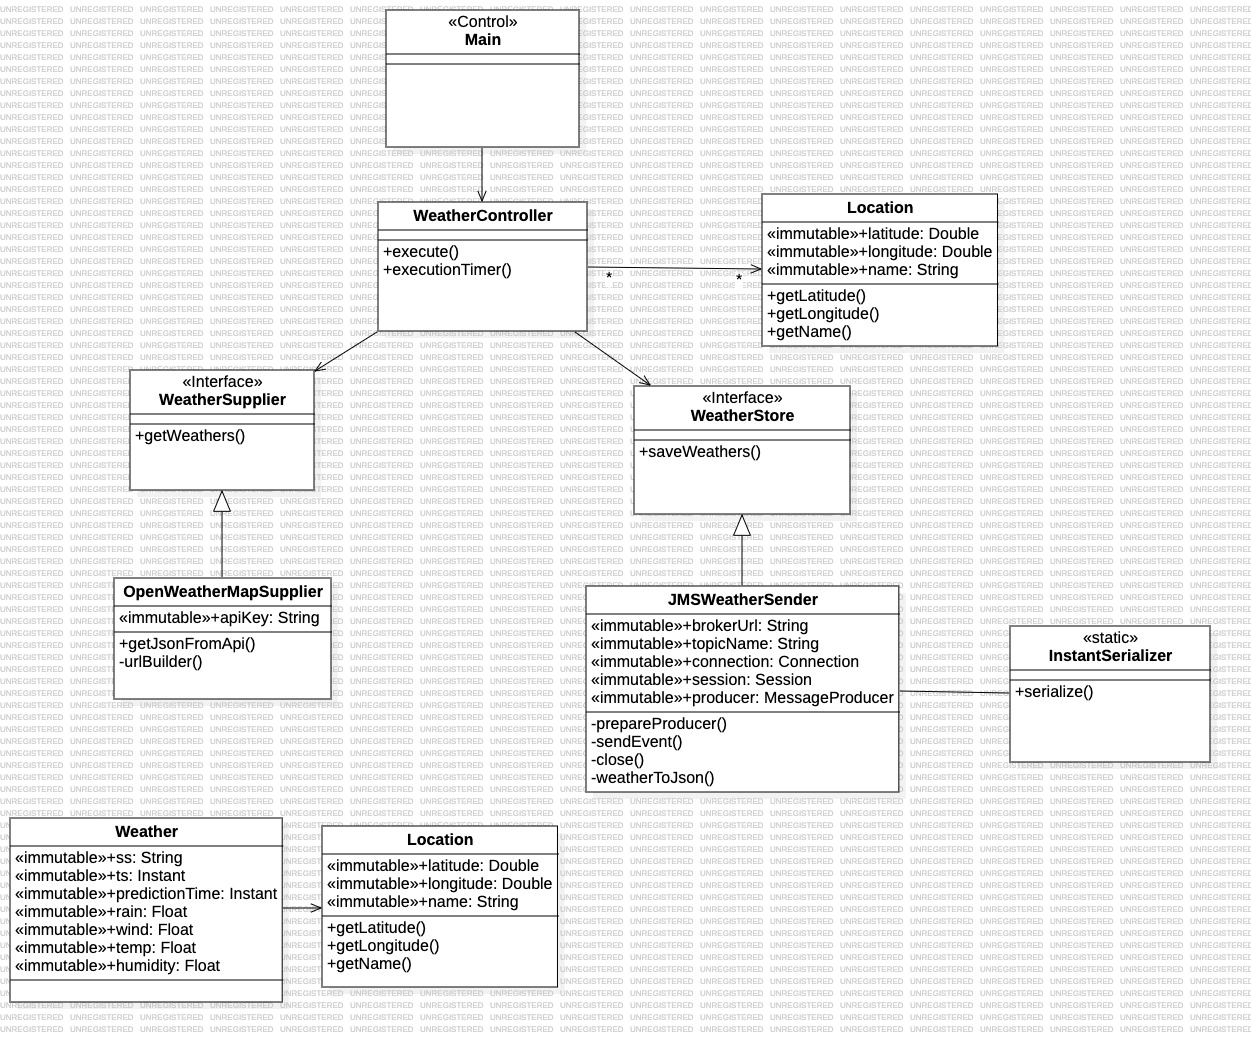 «Control»
Main
WeatherController
+execute()
+executionTimer()
*
*
Location
«immutable»+latitude: Double
«immutable»+longitude: Double
«immutable»+name: String
+getLatitude()
+getLongitude()
+getName()
«Interface»
WeatherSupplier
+getWeathers()
«Interface»
WeatherStore
+saveWeathers()
OpenWeatherMapSupplier
«immutable»+apiKey: String
+getJsonFromApi()
-urlBuilder()
JMSWeatherSender
«immutable»+brokerUrl: String
«immutable»+topicName: String
«immutable»+connection: Connection
«immutable»+session: Session
«immutable»+producer: MessageProducer
-prepareProducer()
-sendEvent()
-close()
-weatherToJson()
«static»
InstantSerializer
+serialize()
Weather
«immutable»+ss: String
«immutable»+ts: Instant
«immutable»+predictionTime: Instant
«immutable»+rain: Float
«immutable»+wind: Float
«immutable»+temp: Float
«immutable»+humidity: Float
Location
«immutable»+latitude: Double
«immutable»+longitude: Double
«immutable»+name: String
+getLatitude()
+getLongitude()
+getName()
UNREGISTERED